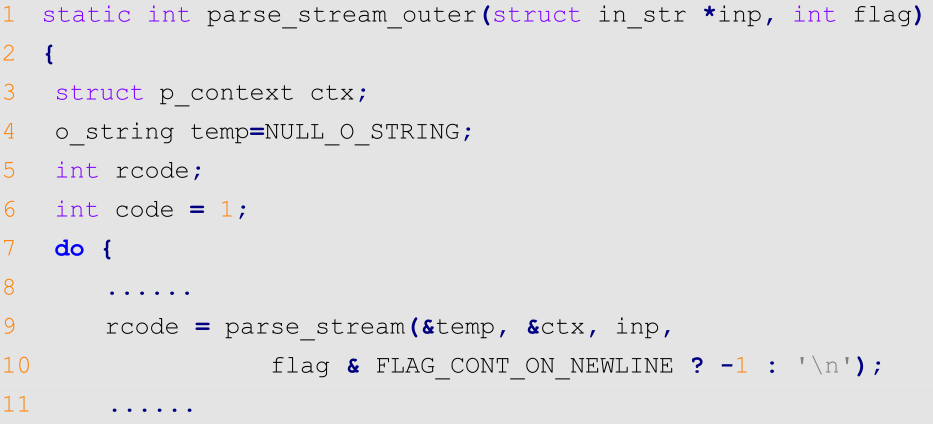 1 static int parse_stream_outer(struct in_str *inp, int flag)
2 {
3 struct p_context ctx;
4 o_string temp=NULL_O_STRING;
5 int rcode;
6 int code = 1;
7 do {
8 ......
9 rcode = parse_stream(&temp, &ctx, inp,
10 flag & FLAG_CONT_ON_NEWLINE ? -1 : '\n');
11 ......